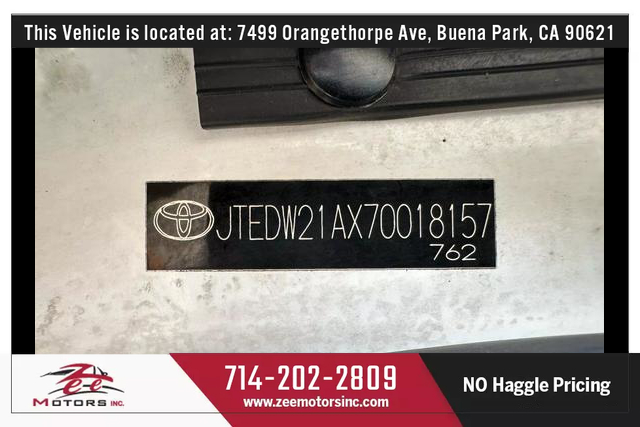 This Vehicle is located at: 7499 Orangethorpe Ave, Buena Park, CA 90621
JTEDW21AX70018157
762
Zee
MOTORS INC.
714-202-2809
www.zeemotorsinc.com
NO Haggle Pricing